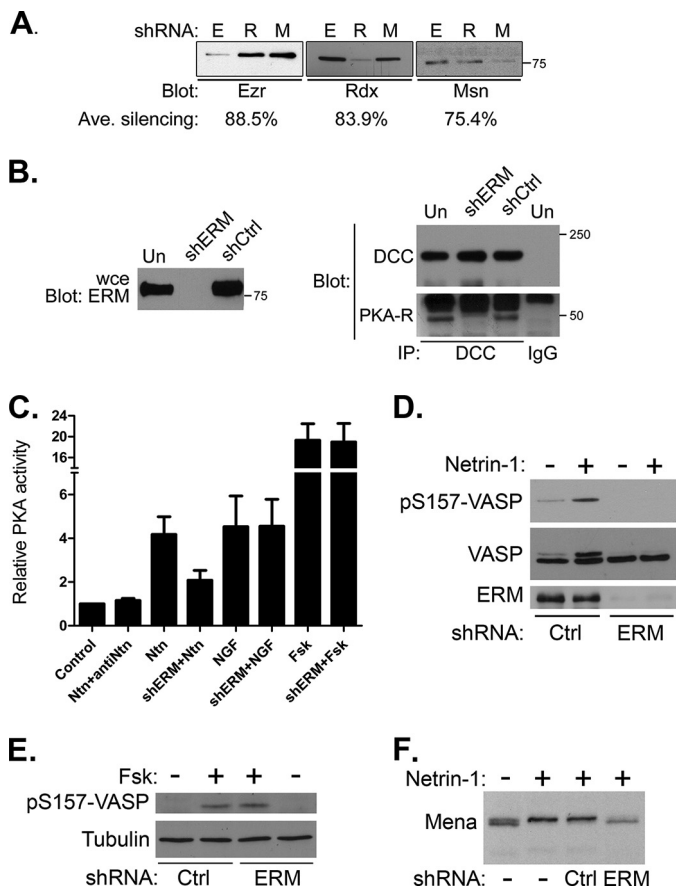 A.
shRNA: E R M E R M E R M
75
Blot: Ezr Rdx Msn
Ave. silencing: 88.5% 83.9% 75.4%
B.
Un shERM shCtrl
wce
Blot: ERM
75
Un shERM shCtrl Un
250
DCC
Blot:
PKA-R
50
IP: DCC IgG
C.
Relative PKA activity
24
20
16
6
4
2
0
Control Ntn+antiNtn Ntn shERM+Ntn NGF shERM+NGF Fsk shERM+Fsk
D.
Netrin-1: - + - +
pS157-VASP
VASP
ERM
shRNA: Ctrl ERM
E.
Fsk: - + + -
pS157-VASP
Tubulin
shRNA: Ctrl ERM
F.
Netrin-1: - + + +
Mena
shRNA: - - Ctrl ERM